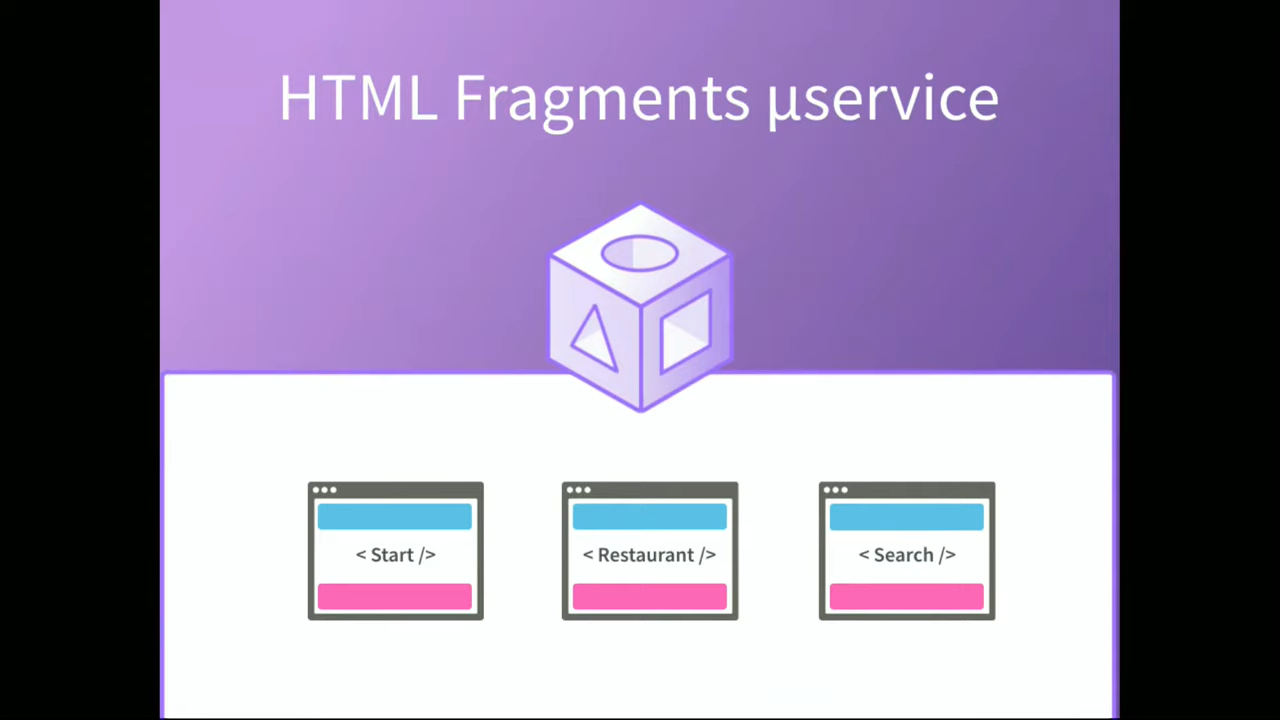 HTML Fragments µservice
< Start />
< Restaurant />
< Search />